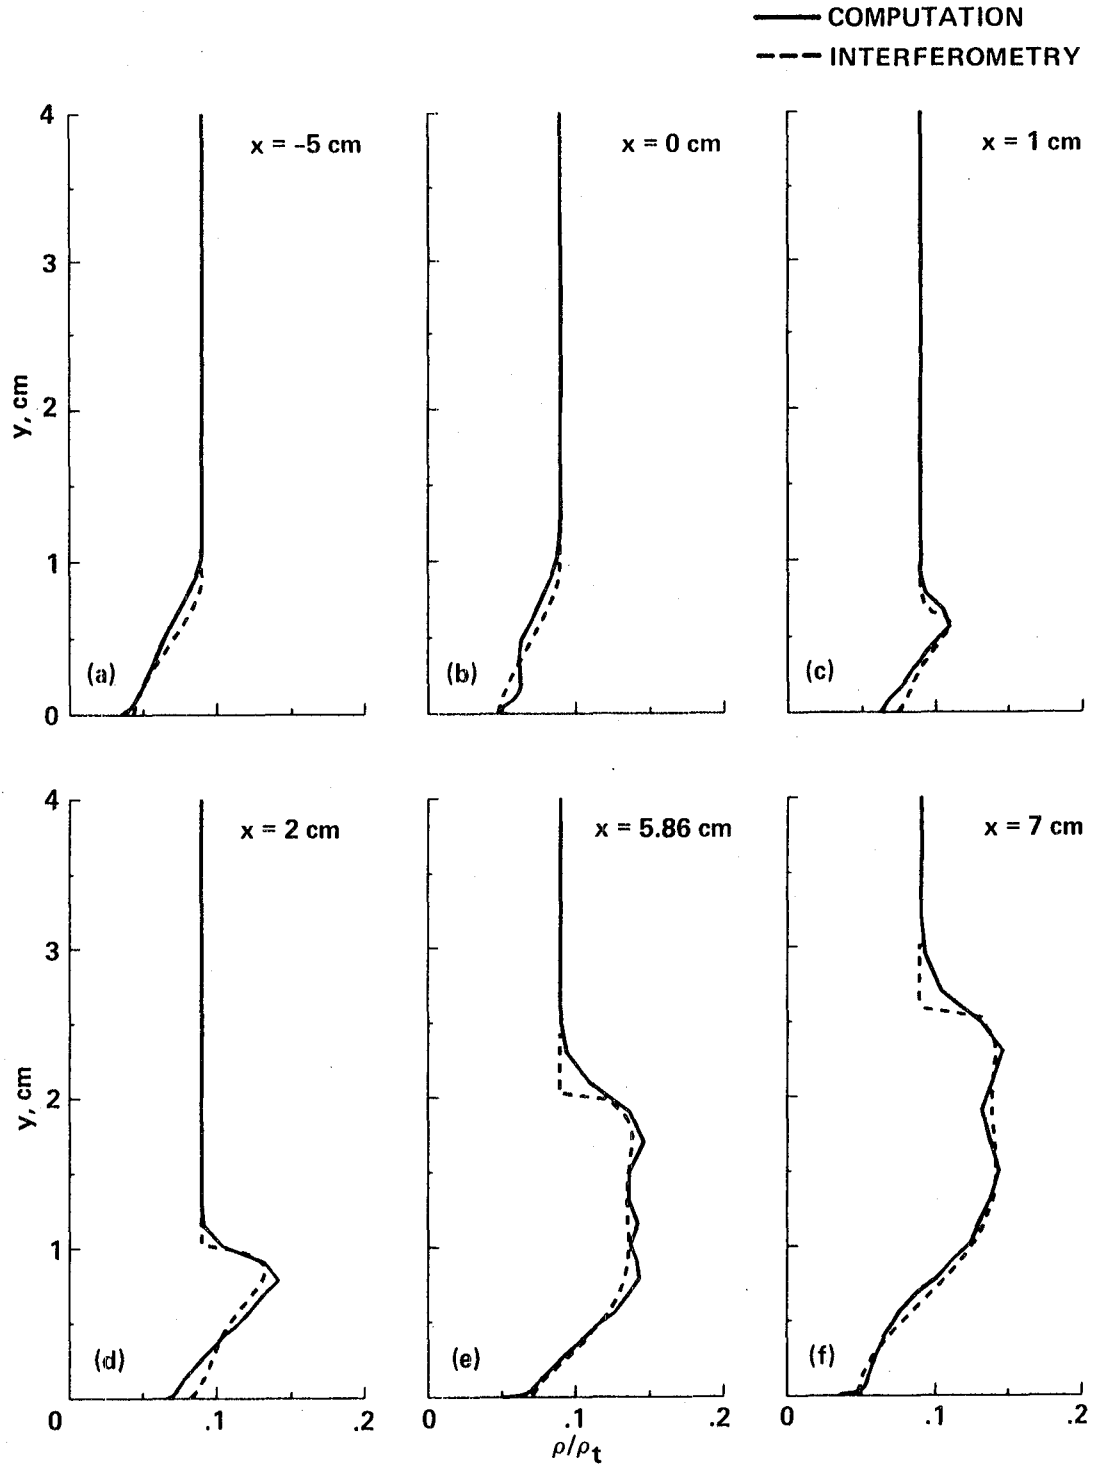 COMPUTATION
INTERFEROMETRY
4
x = -5 cm
x = 0 cm
x = 1 cm
3
y, cm
2
1
(a)
(b)
(c)
0
4
x = 2 cm
x = 5.86 cm
x = 7 cm
3
y, cm
2
1
(d)
(e)
(f)
0 .1 .2
0 .1 .2
0 .1 .2
ρ/ρt